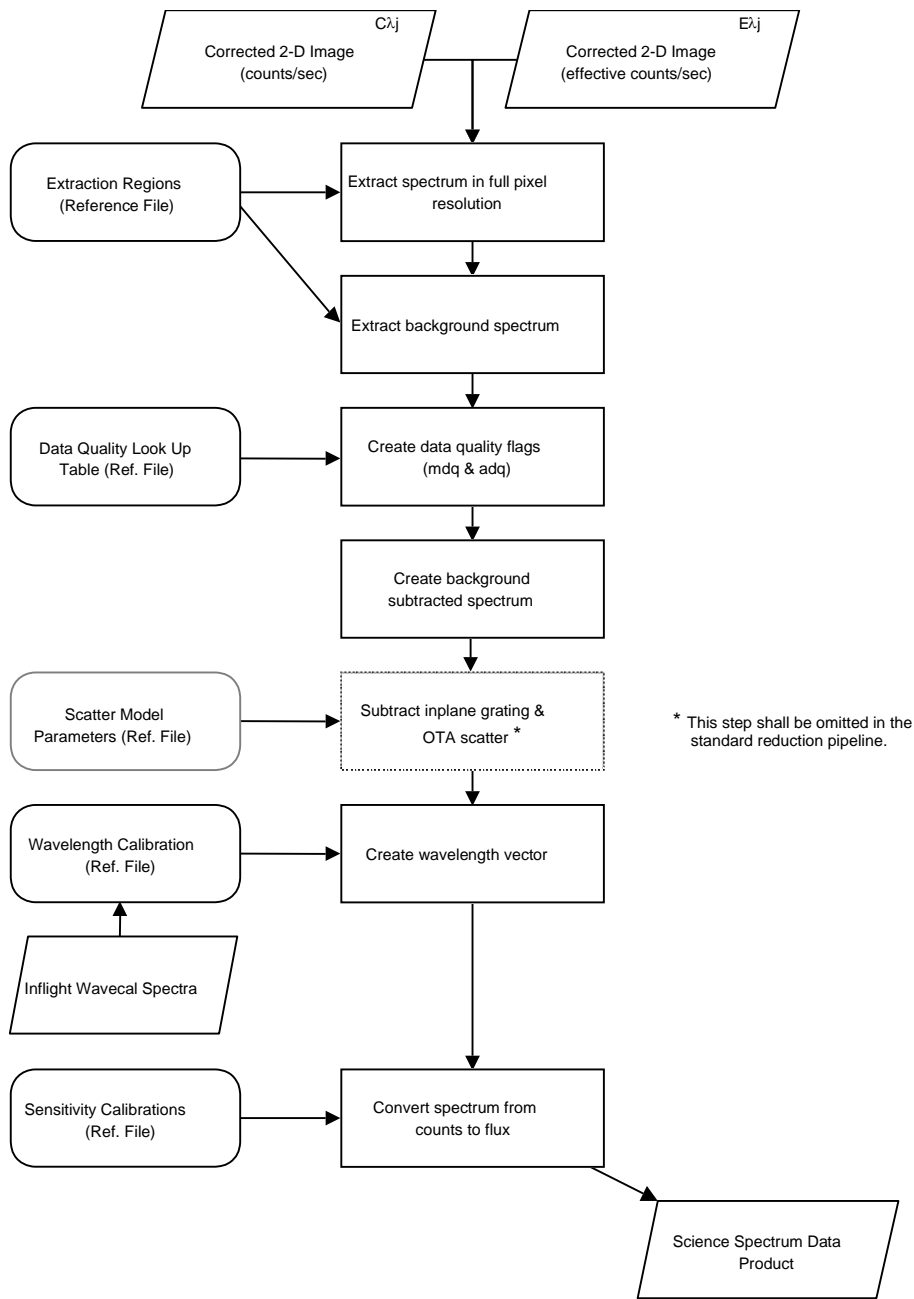 Cλj
Corrected 2-D Image
(counts/sec)
Eλj
Corrected 2-D Image
(effective counts/sec)
Extraction Regions
(Reference File)
Extract spectrum in full pixel
resolution
Extract background spectrum
Data Quality Look Up
Table (Ref. File)
Create data quality flags
(mdq & adq)
Create background
subtracted spectrum
Scatter Model
Parameters (Ref. File)
Subtract inplane grating &
OTA scatter *
* This step shall be omitted in the
standard reduction pipeline.
Wavelength Calibration
(Ref. File)
Create wavelength vector
Inflight Wavecal Spectra
Sensitivity Calibrations
(Ref. File)
Convert spectrum from
counts to flux
Science Spectrum Data
Product